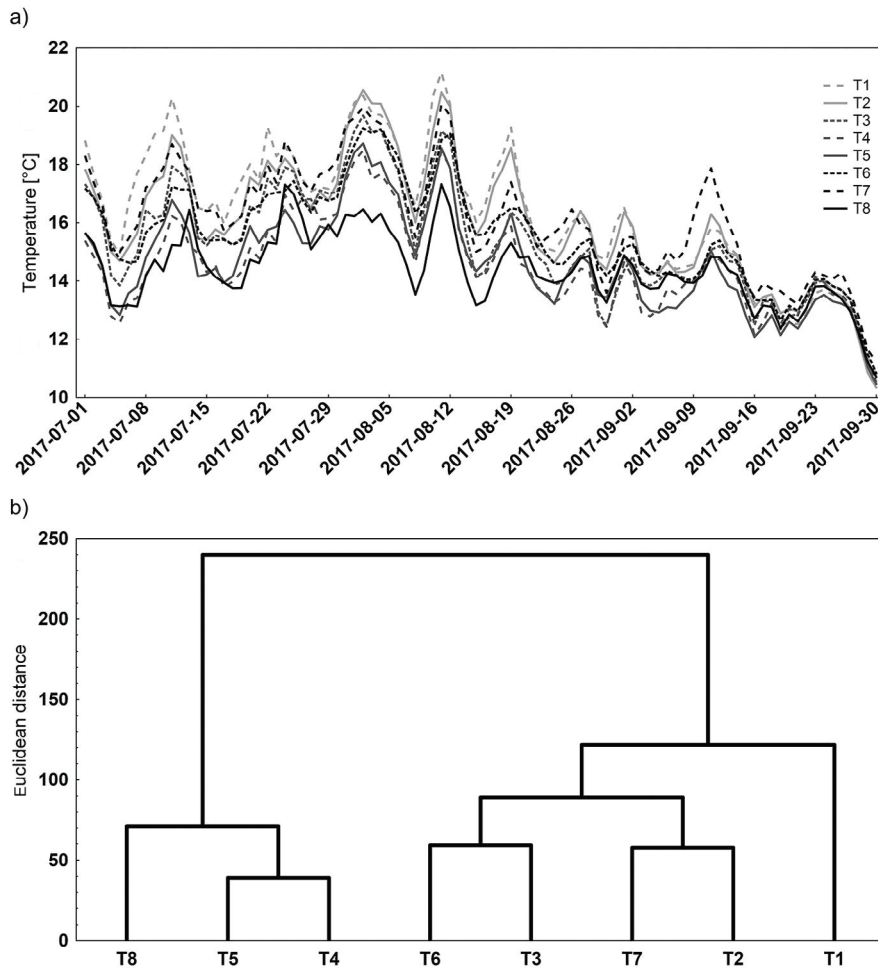 a)
22
20
18
16
14
12
10
Temperature [°C]
T1
T2
T3
T4
T5
T6
T7
T8
2017-07-01
2017-07-08
2017-07-15
2017-07-22
2017-07-29
2017-08-05
2017-08-12
2017-08-19
2017-08-26
2017-09-02
2017-09-09
2017-09-16
2017-09-23
2017-09-30
b)
250
200
150
100
50
0
Euclidean distance
T8 T5 T4 T6 T3 T7 T2 T1